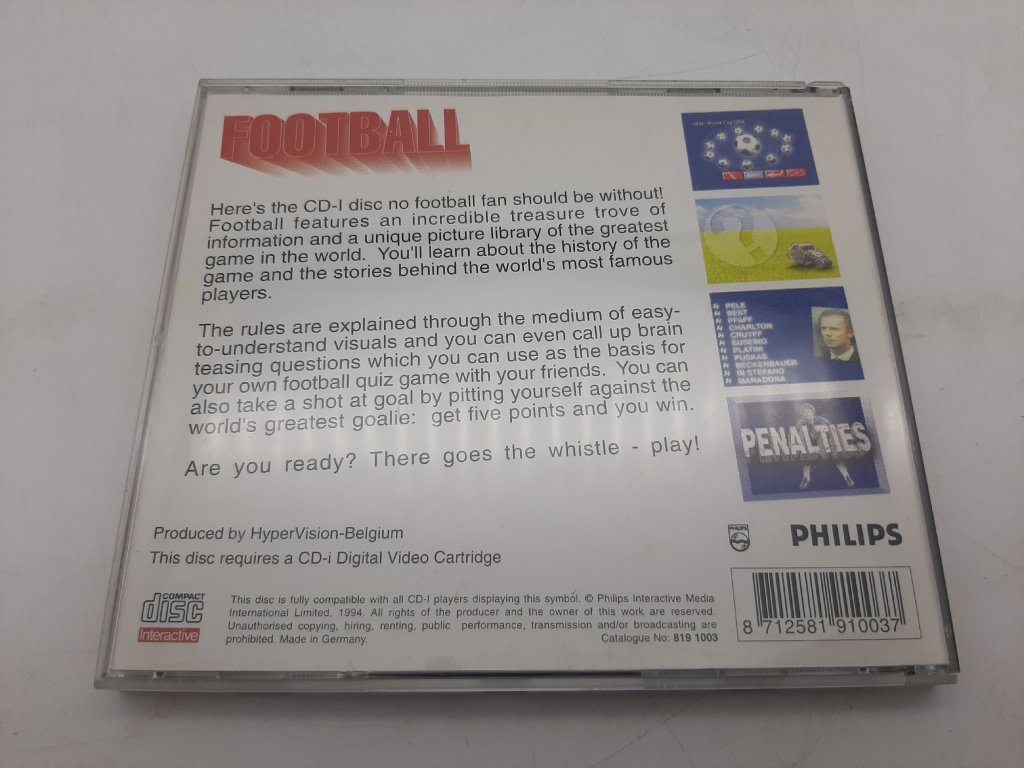 FOOTBALL
Here's the CD-I disc no football fan should be without!
Football features an incredible treasure trove of
information and a unique picture library of the greatest
game in the world. You'll learn about the history of the
game and the stories behind the world's most famous
players.
The rules are explained through the medium of easy-
to-understand visuals and you can even call up brain
teasing questions which you can use as the basis for
your own football quiz game with your friends. You can
also take a shot at goal by pitting yourself against the
world's greatest goalie: get five points and you win.
Are you ready? There goes the whistle - play!
PELE
BEST
PFAFF
CHARLTON
CRUYFF
EUSEBIO
PLATINI
PUSKAS
BECKENBAUER
DI STEFANO
MARADONA
PENALTIES
Produced by HyperVision-Belgium
This disc requires a CD-i Digital Video Cartridge
PHILIPS
PHILIPS
COMPACT
disc
Interactive
This disc is fully compatible with all CD-I players displaying this symbol. © Philips Interactive Media
International Limited, 1994. All rights of the producer and the owner of this work are reserved.
Unauthorised copying, hiring, renting, public performance, transmission and/or broadcasting are
prohibited. Made in Germany. Catalogue No: 819 1003
8 712581 910037